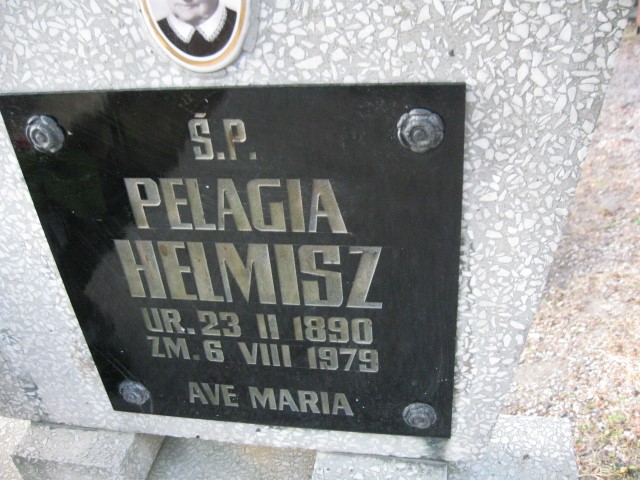 Ś.P.
PELAGIA
HELMISZ
UR. 23 II 1890
ZM. 6 VIII 1979
AVE MARIA